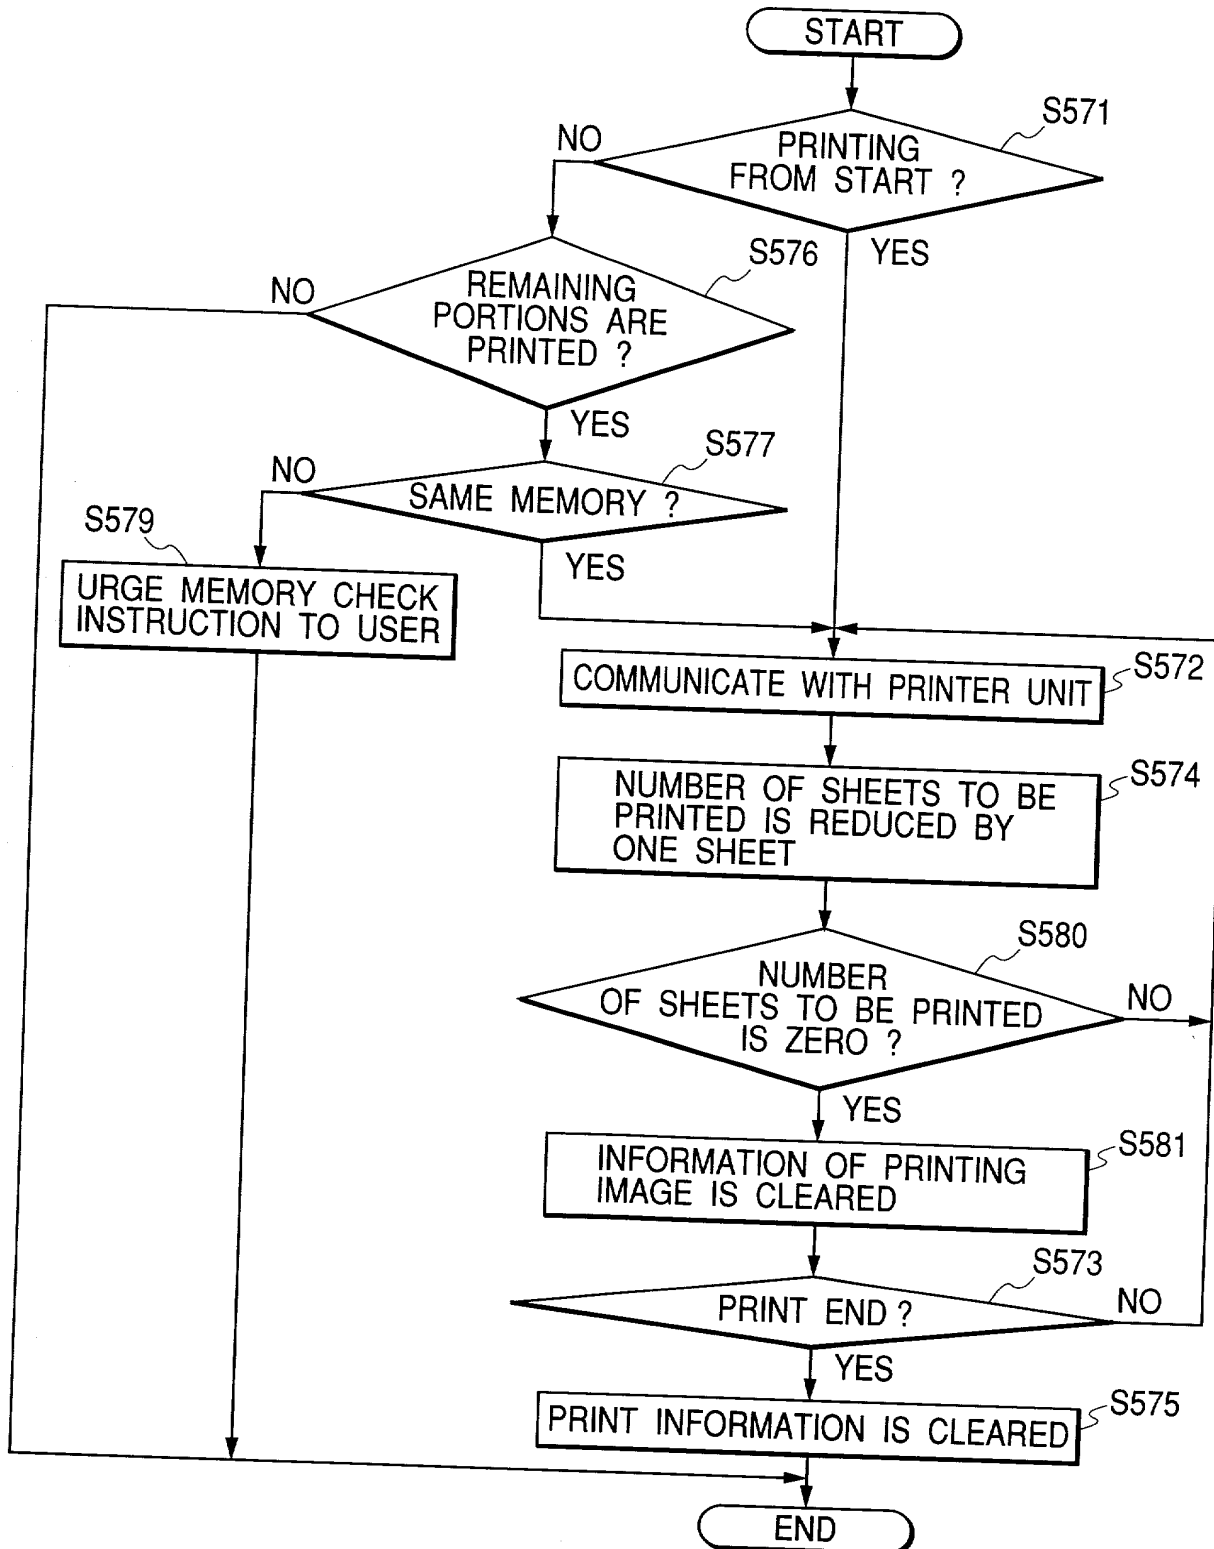 START
S571
PRINTING
FROM START ?
NO
YES
S576
REMAINING
PORTIONS ARE
PRINTED ?
NO
YES
S577
SAME MEMORY ?
NO
YES
S579
URGE MEMORY CHECK
INSTRUCTION TO USER
S572
COMMUNICATE WITH PRINTER UNIT
S574
NUMBER OF SHEETS TO BE
PRINTED IS REDUCED BY
ONE SHEET
S580
NUMBER
OF SHEETS TO BE PRINTED
IS ZERO ?
NO
YES
S581
INFORMATION OF PRINTING
IMAGE IS CLEARED
S573
PRINT END ?
NO
YES
S575
PRINT INFORMATION IS CLEARED
END